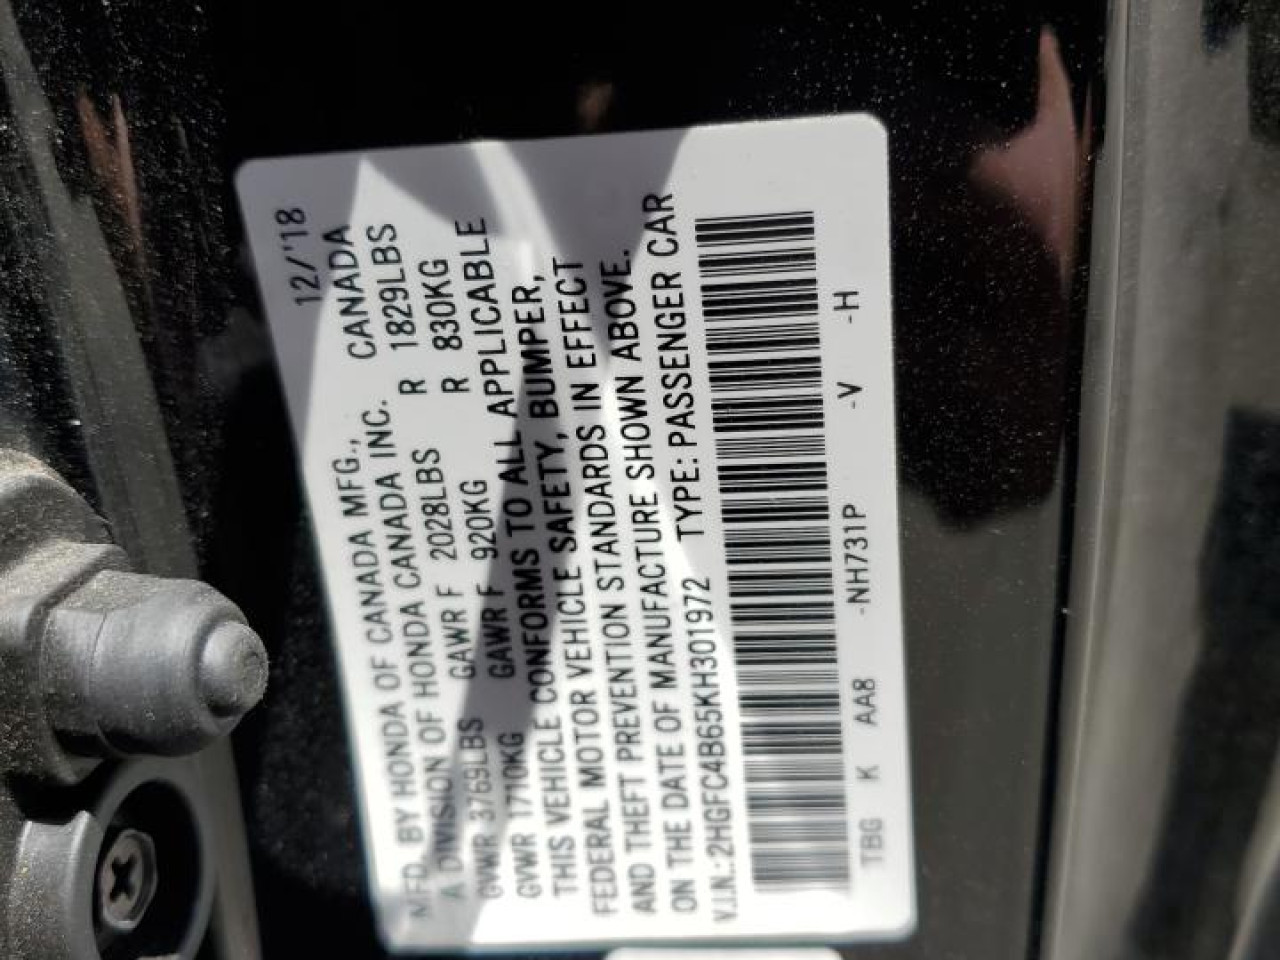 MFD. BY HONDA OF CANADA MFG., CANADA 12/'18
A DIVISION OF HONDA CANADA INC.
GVWR 3769LBS GAWR F 2028LBS R 1829LBS
GVWR 1710KG GAWR F 920KG R 830KG
THIS VEHICLE CONFORMS TO ALL APPLICABLE
FEDERAL MOTOR VEHICLE SAFETY, BUMPER,
AND THEFT PREVENTION STANDARDS IN EFFECT
ON THE DATE OF MANUFACTURE SHOWN ABOVE.
V.I.N.:2HGFC4B65KH301972 TYPE:PASSENGER CAR
TBG K AA8 -NH731P -V -H